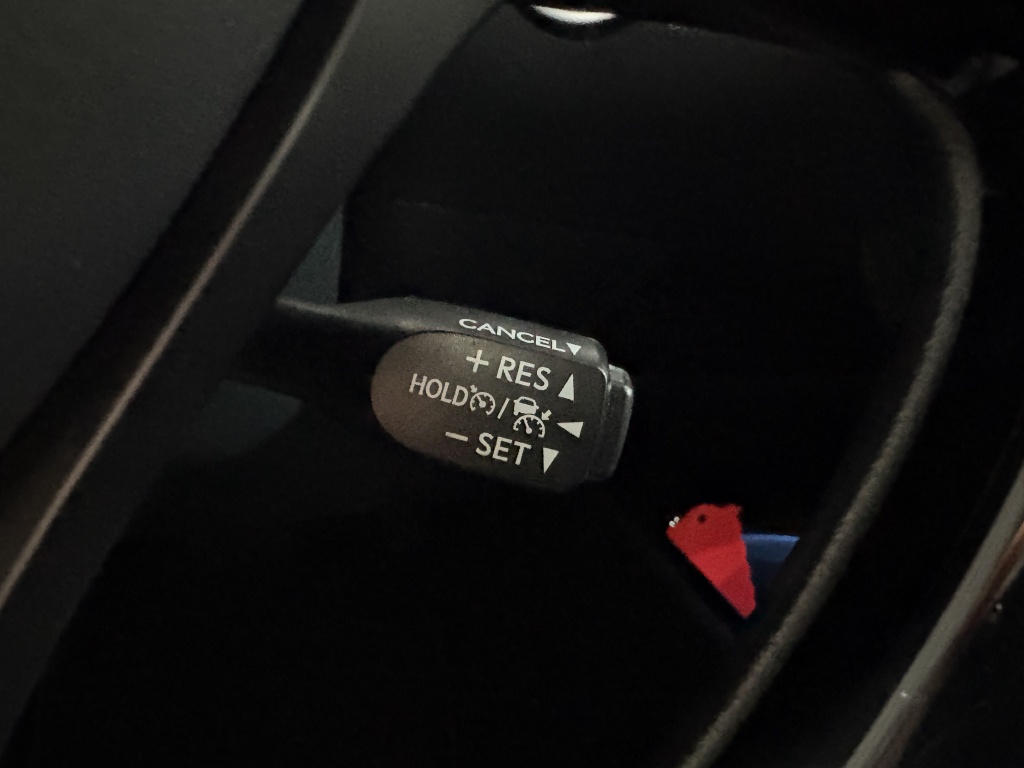 CANCEL▼
+ RES ▲
HOLD / ◀
− SET ▼